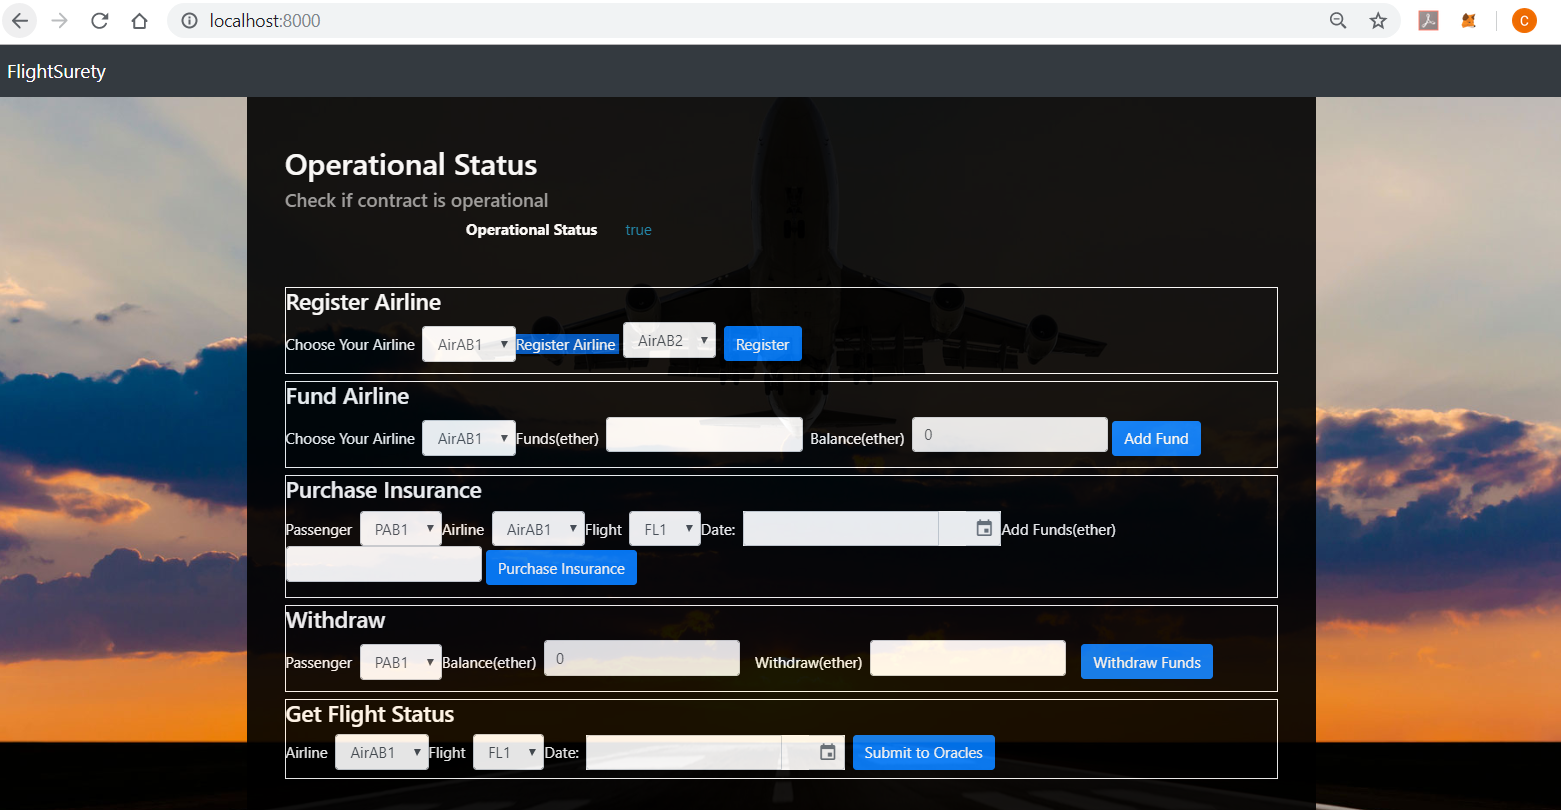 localhost:8000
C
FlightSurety
Operational Status
Check if contract is operational
Operational Status true
Register Airline
Choose Your Airline AirAB1 Register Airline AirAB2 Register
Fund Airline
Choose Your Airline AirAB1 Funds(ether) Balance(ether) 0 Add Fund
Purchase Insurance
Passenger PAB1 Airline AirAB1 Flight FL1 Date: Add Funds(ether)
Purchase Insurance
Withdraw
Passenger PAB1 Balance(ether) 0 Withdraw(ether) Withdraw Funds
Get Flight Status
Airline AirAB1 Flight FL1 Date: Submit to Oracles